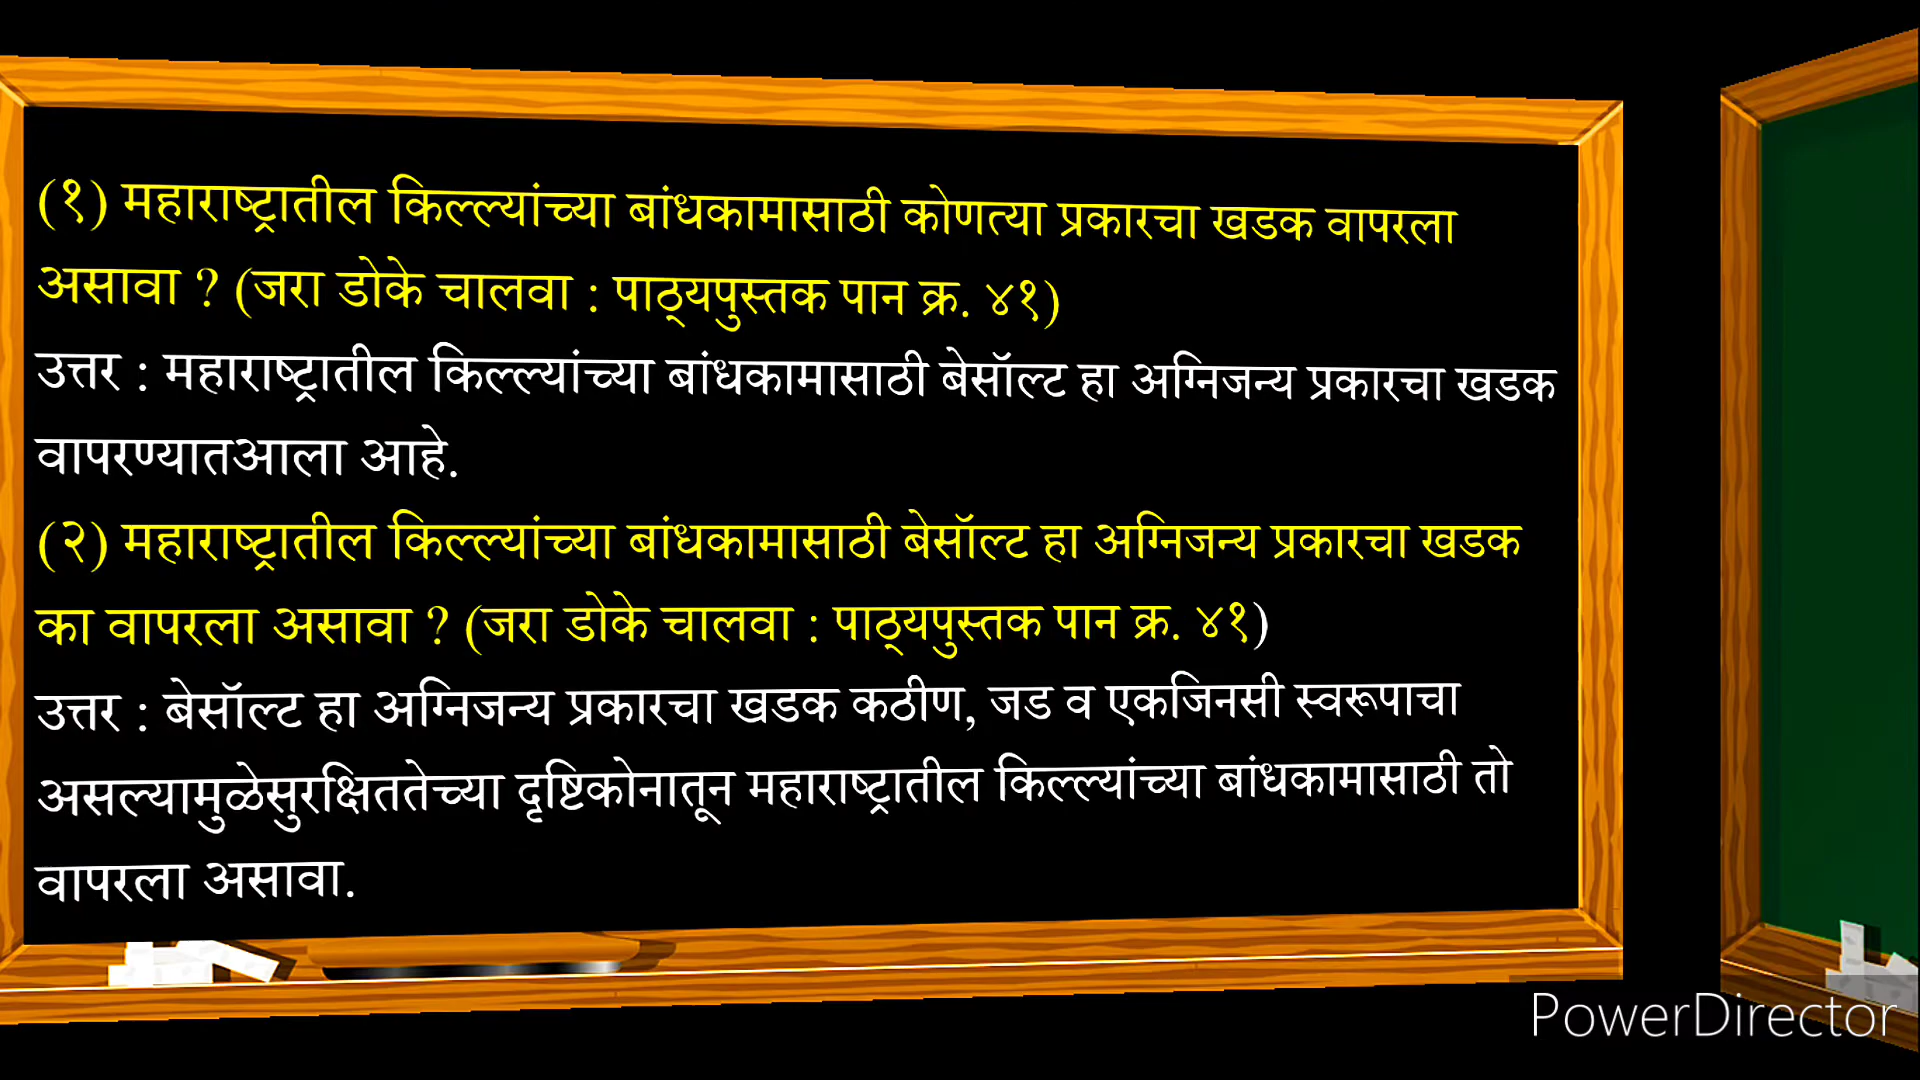 (१) महाराष्ट्रातील किल्ल्यांच्या बांधकामासाठी कोणत्या प्रकारचा खडक वापरला
असावा ? (जरा डोके चालवा : पाठ्यपुस्तक पान क्र. ४१)
उत्तर : महाराष्ट्रातील किल्ल्यांच्या बांधकामासाठी बेसॉल्ट हा अग्निजन्य प्रकारचा खडक
वापरण्यातआला आहे.
(२) महाराष्ट्रातील किल्ल्यांच्या बांधकामासाठी बेसॉल्ट हा अग्निजन्य प्रकारचा खडक
का वापरला असावा ? (जरा डोके चालवा : पाठ्यपुस्तक पान क्र. ४१)
उत्तर : बेसॉल्ट हा अग्निजन्य प्रकारचा खडक कठीण, जड व एकजिनसी स्वरूपाचा
असल्यामुळेसुरक्षिततेच्या दृष्टिकोनातून महाराष्ट्रातील किल्ल्यांच्या बांधकामासाठी तो
वापरला असावा.
PowerDirector